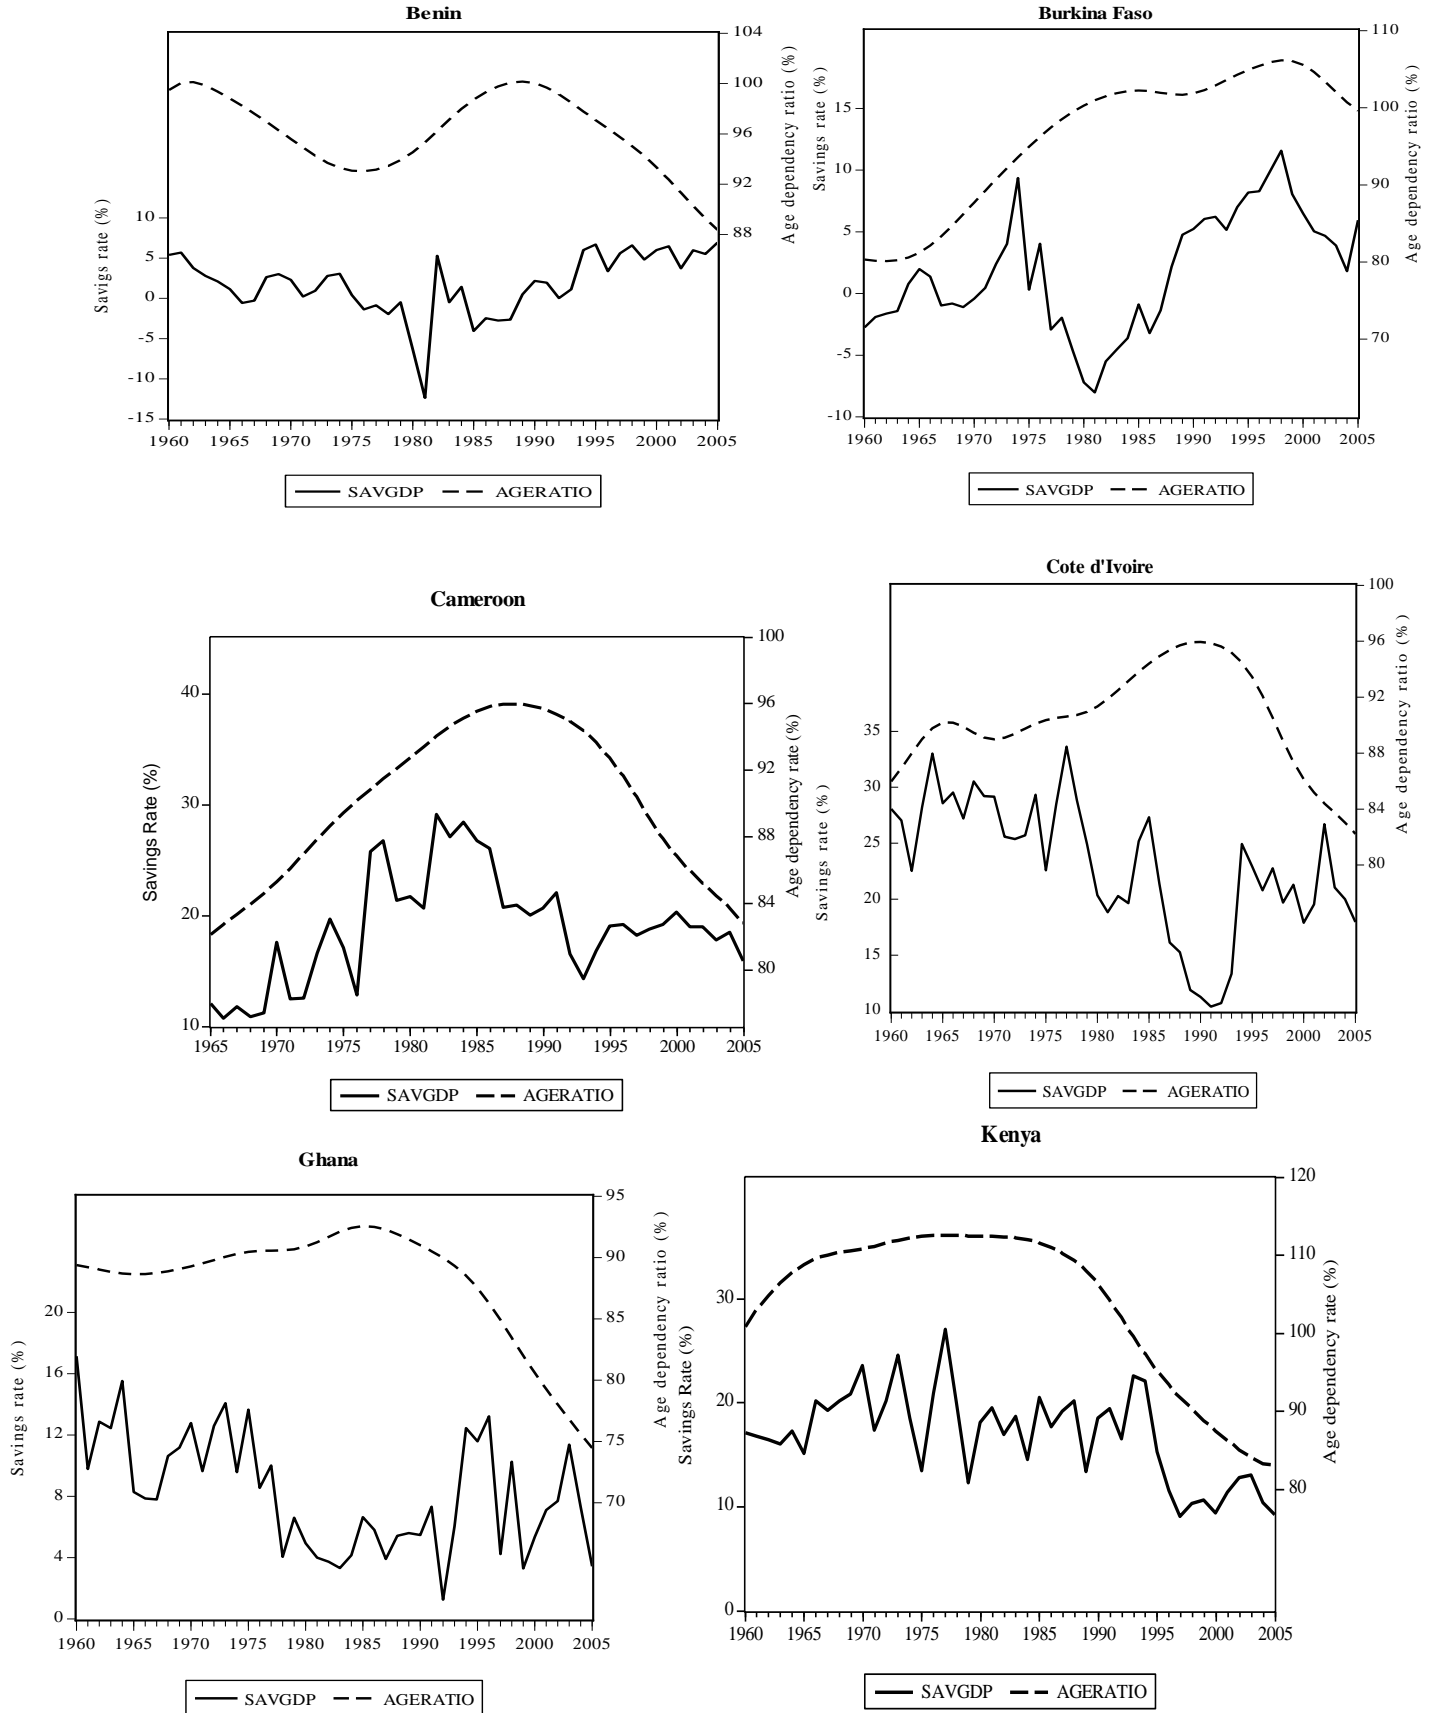 Benin
104
100
96
92
88
10
5
0
-5
-10
-15
Savigs rate (%)
Age dependency ratio (%)
1960 1965 1970 1975 1980 1985 1990 1995 2000 2005
SAVGDP AGERATIO
Burkina Faso
110
100
90
80
70
15
10
5
0
-5
-10
Savings rate (%)
Age dependency ratio (%)
1960 1965 1970 1975 1980 1985 1990 1995 2000 2005
SAVGDP AGERATIO
Cameroon
100
96
92
88
84
80
40
30
20
10
Savings Rate (%)
Age dependency rate (%)
1965 1970 1975 1980 1985 1990 1995 2000 2005
SAVGDP AGERATIO
Cote d'Ivoire
100
96
92
88
84
80
35
30
25
20
15
10
Savings rate (%)
Age dependency ratio (%)
1960 1965 1970 1975 1980 1985 1990 1995 2000 2005
SAVGDP AGERATIO
Ghana
95
90
85
80
75
70
20
16
12
8
4
0
Savings rate (%)
Age dependency ratio (%)
1960 1965 1970 1975 1980 1985 1990 1995 2000 2005
SAVGDP AGERATIO
Kenya
120
110
100
90
80
30
20
10
0
Savings Rate (%)
Age dependency rate (%)
1960 1965 1970 1975 1980 1985 1990 1995 2000 2005
SAVGDP AGERATIO